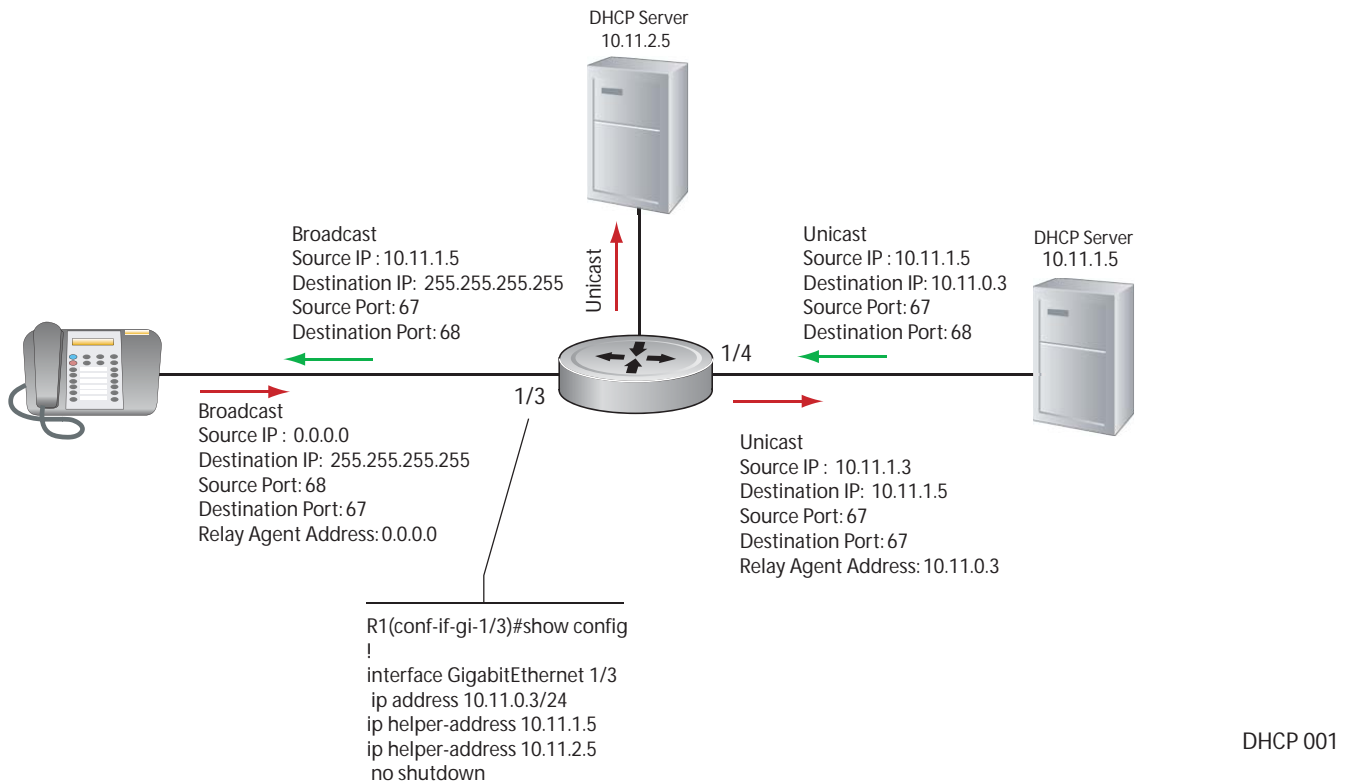 DHCP Server
10.11.2.5
Broadcast
Source IP : 10.11.1.5
Destination IP: 255.255.255.255
Source Port: 67
Destination Port: 68
Unicast
Unicast
Source IP : 10.11.1.5
Destination IP: 10.11.0.3
Source Port: 67
Destination Port: 68
DHCP Server
10.11.1.5
1/4
1/3
Broadcast
Source IP : 0.0.0.0
Destination IP: 255.255.255.255
Source Port: 68
Destination Port: 67
Relay Agent Address: 0.0.0.0
Unicast
Source IP : 10.11.1.3
Destination IP: 10.11.1.5
Source Port: 67
Destination Port: 67
Relay Agent Address: 10.11.0.3
R1(conf-if-gi-1/3)#show config
!
interface GigabitEthernet 1/3
ip address 10.11.0.3/24
ip helper-address 10.11.1.5
ip helper-address 10.11.2.5
no shutdown
DHCP 001